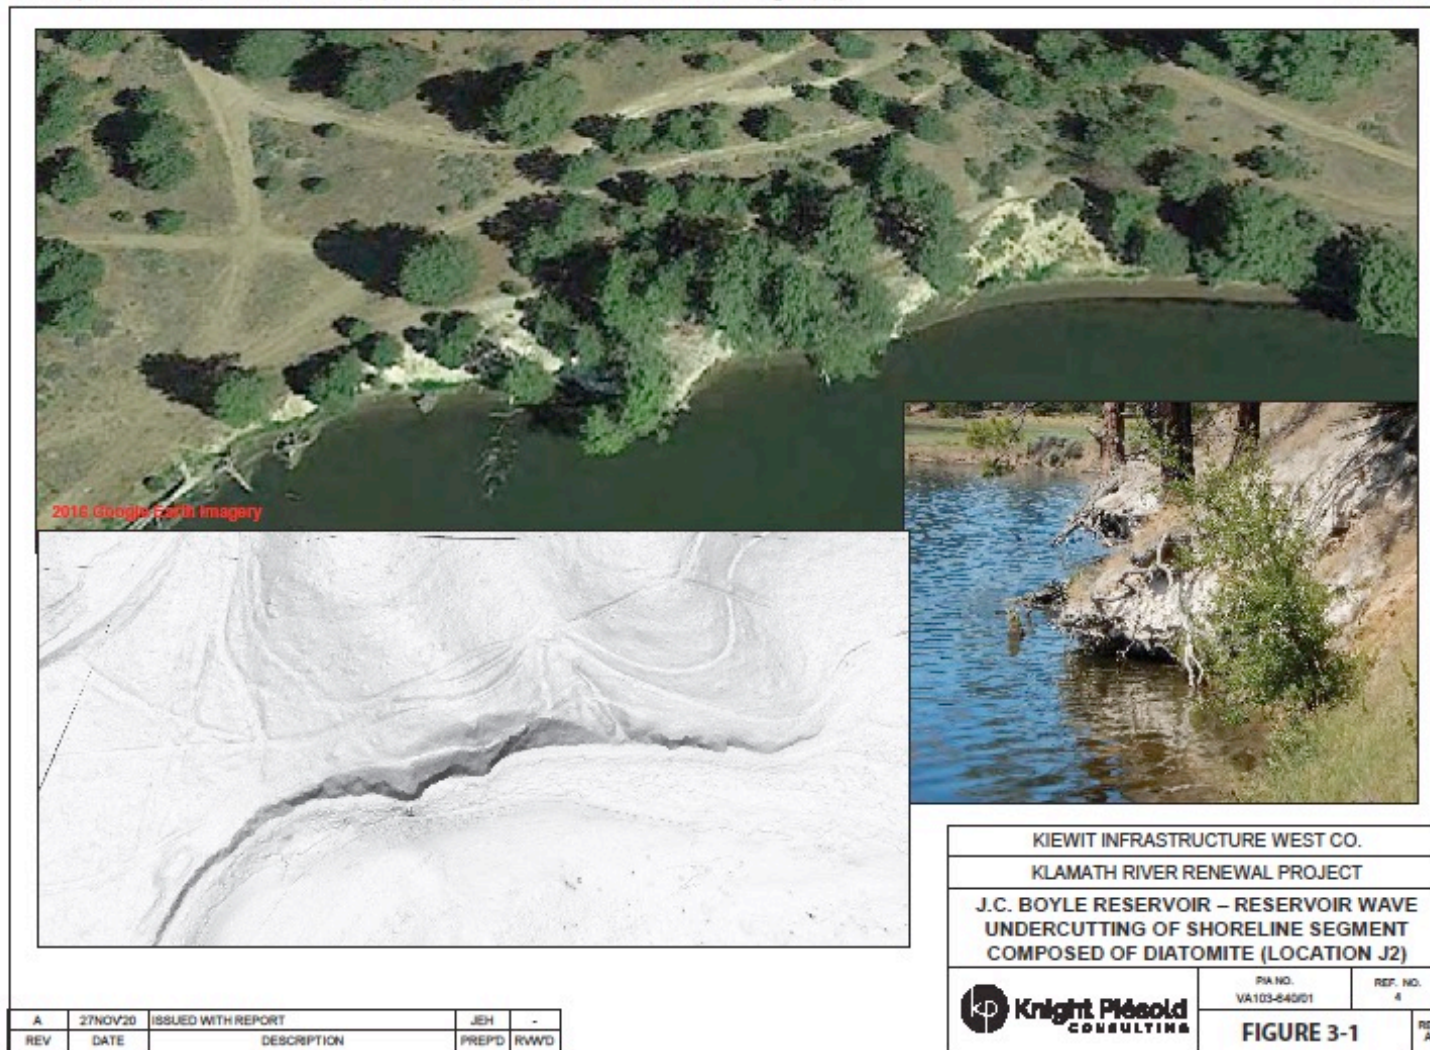 2016 Google Earth Imagery
KIEWIT INFRASTRUCTURE WEST CO.
KLAMATH RIVER RENEWAL PROJECT
J.C. BOYLE RESERVOIR – RESERVOIR WAVE
UNDERCUTTING OF SHORELINE SEGMENT
COMPOSED OF DIATOMITE (LOCATION J2)
Knight Piésold
CONSULTING
P/A NO.
VA103-640/01
REF. NO.
4
FIGURE 3-1
A 27NOV'20 ISSUED WITH REPORT JEH -
REV DATE DESCRIPTION PREP'D RVW'D